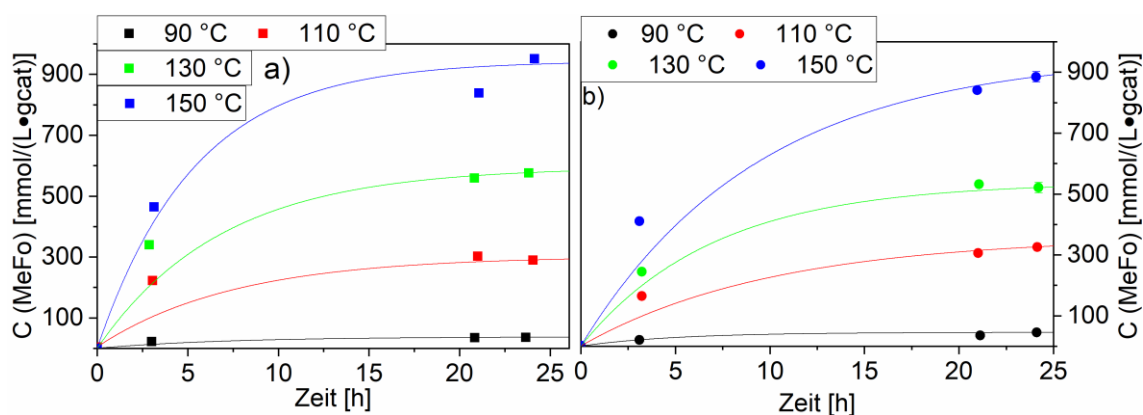 90 °C 110 °C
130 °C
150 °C
a)
C (MeFo) [mmol/(L•gcat)]
900
700
500
300
100
0 5 10 15 20 25
Zeit [h]
90 °C 110 °C
130 °C 150 °C
b)
900
700
500
300
100
C (MeFo) [mmol/(L•gcat)]
0 5 10 15 20 25
Zeit [h]